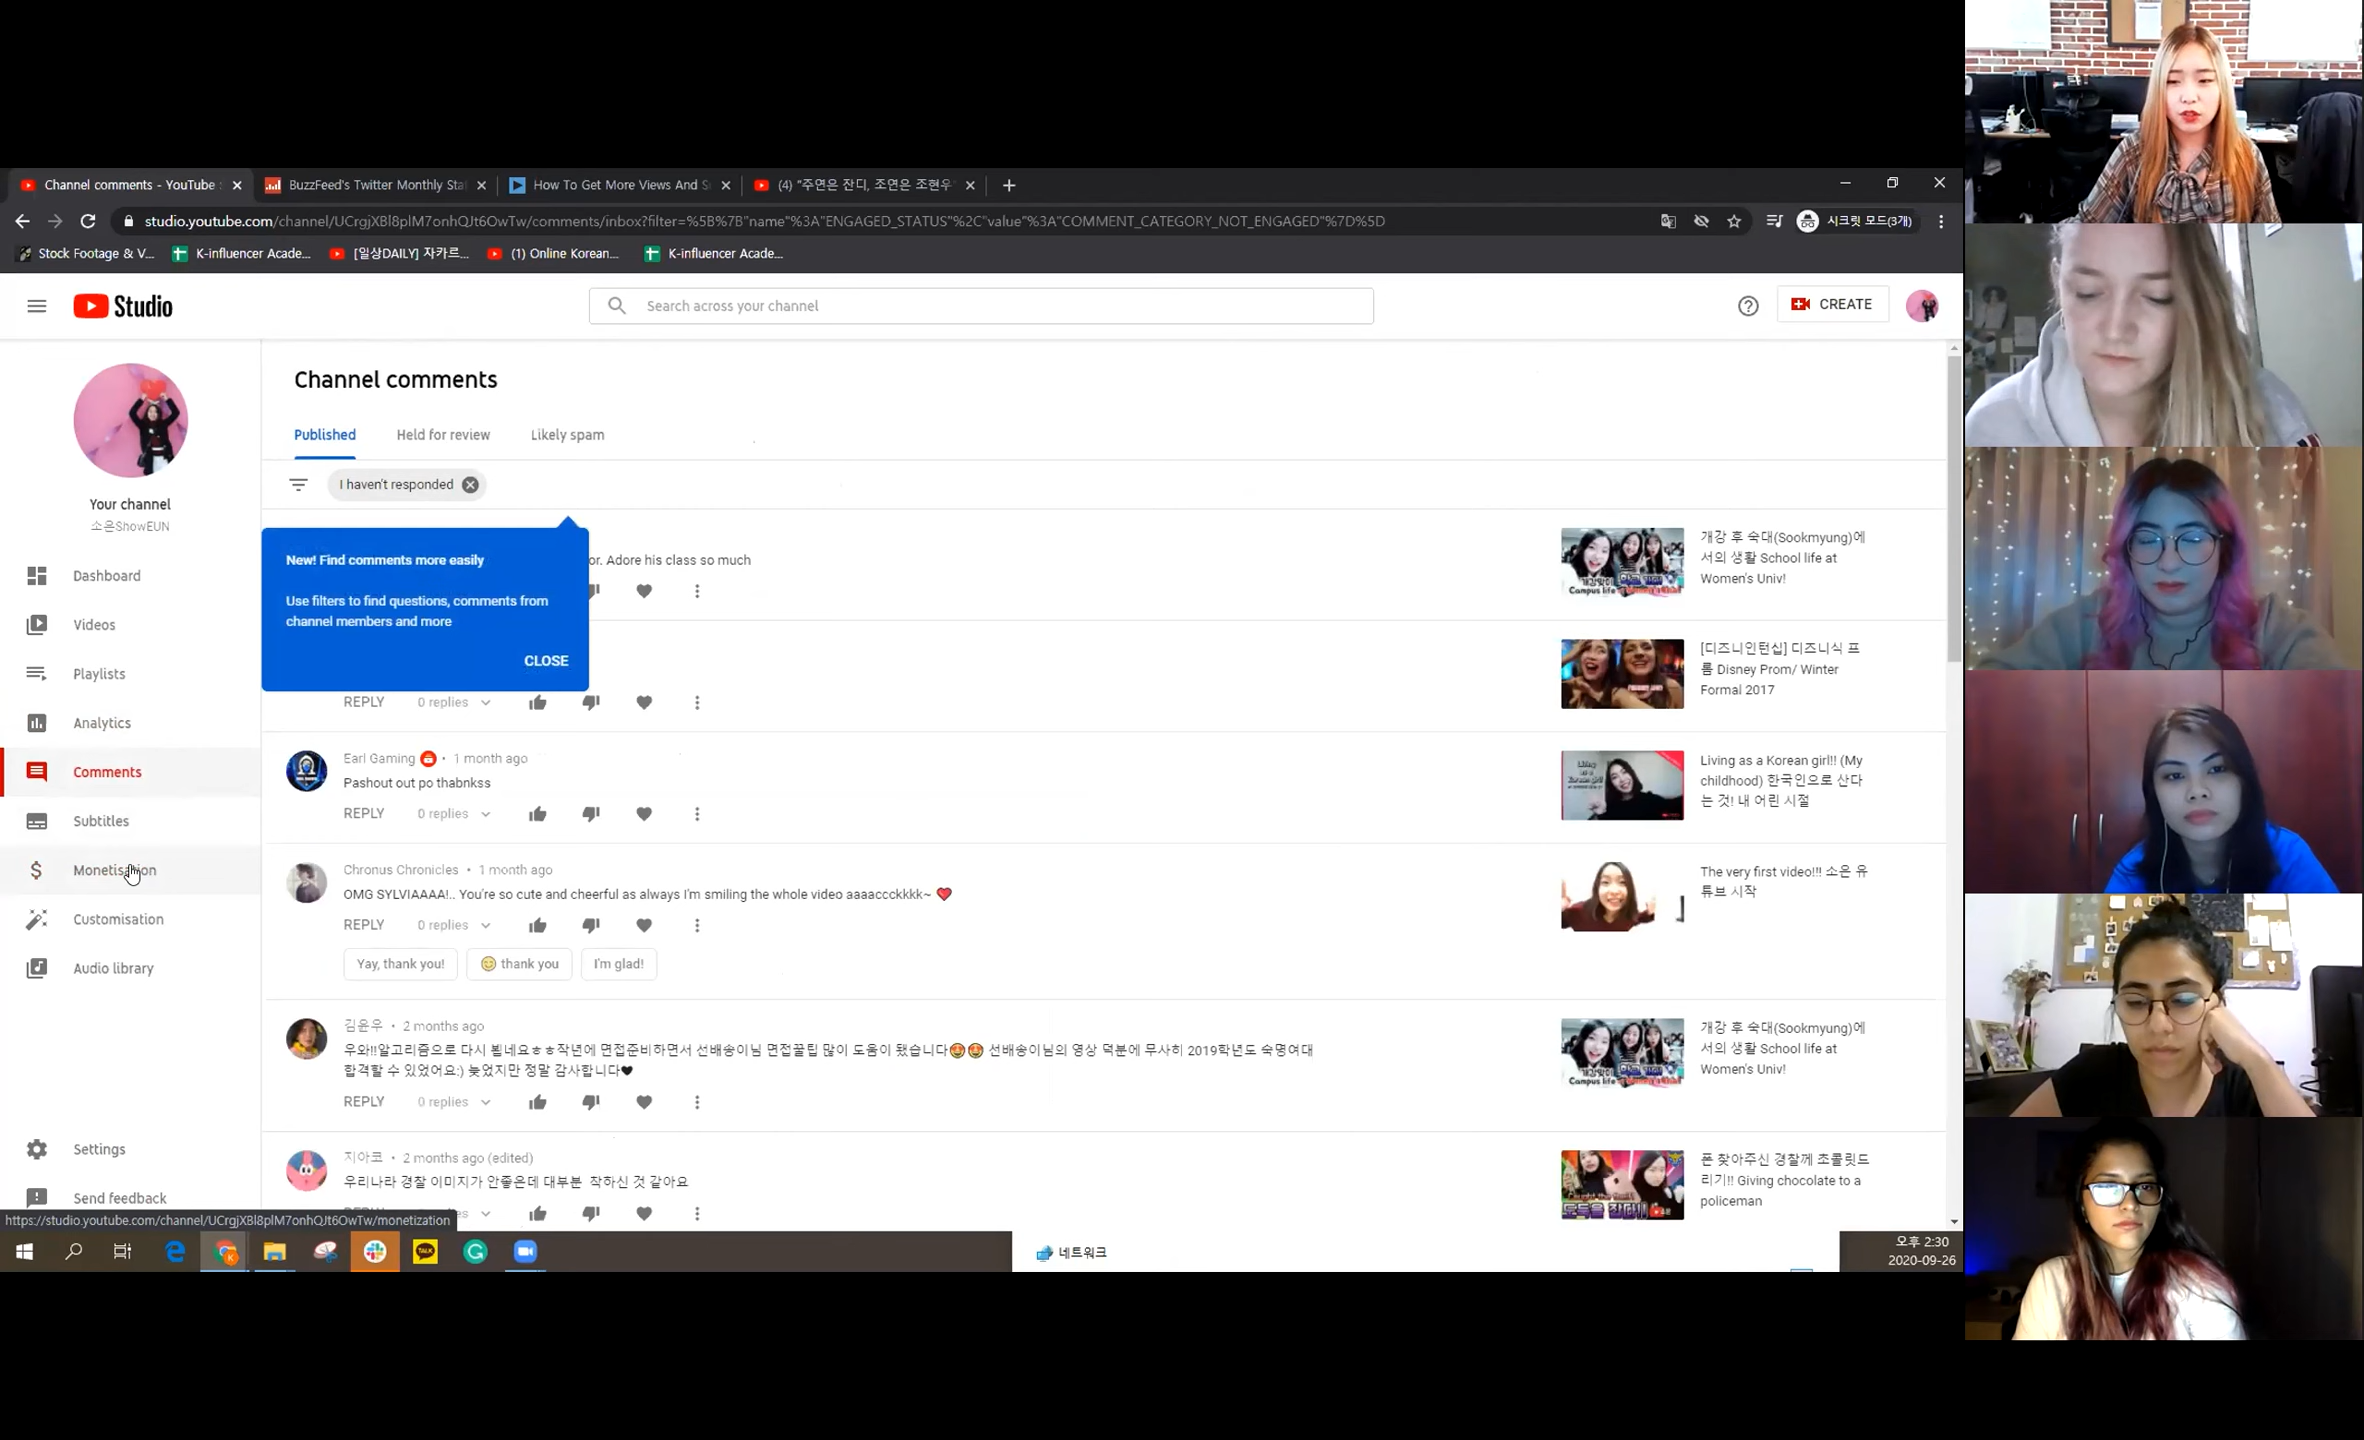 Channel comments - YouTube S
BuzzFeed's Twitter Monthly Sta
How To Get More Views And S
(4) "주연은 잔디, 조연은 조현우"
studio.youtube.com/channel/UCrgjXBl8plM7onhQJt6OwTw/comments/inbox?filter=%5B%7B"name"%3A"ENGAGED_STATUS"%2C"value"%3A"COMMENT_CATEGORY_NOT_ENGAGED"%7D%5D
시크릿 모드(3개)
Stock Footage & V...
K-influencer Acade...
[일상DAILY] 자카르...
(1) Online Korean...
K-influencer Acade...
Studio
Search across your channel
CREATE
Your channel
소은ShowEUN
Dashboard
Videos
Playlists
Analytics
Comments
Subtitles
Monetisation
Customisation
Audio library
Settings
Send feedback
https://studio.youtube.com/channel/UCrgjXBl8plM7onhQJt6OwTw/monetization
Channel comments
Published
Held for review
Likely spam
I haven't responded
New! Find comments more easily
Use filters to find questions, comments from
channel members and more
CLOSE
or. Adore his class so much
개강 후 숙대(Sookmyung)에
서의 생활 School life at
Women's Univ!
REPLY 0 replies
[디즈니인턴십] 디즈니식 프
롬 Disney Prom/ Winter
Formal 2017
Earl Gaming • 1 month ago
Pashout out po thabnkss
REPLY 0 replies
Living as a Korean girl!! (My
childhood) 한국인으로 산다
는 것! 내 어린 시절
Chronus Chronicles • 1 month ago
OMG SYLVIAAAA!.. You're so cute and cheerful as always I'm smiling the whole video aaaaccckkkk~ ❤
REPLY 0 replies
Yay, thank you!
😊 thank you
I'm glad!
The very first video!!! 소은 유
튜브 시작
김윤우 • 2 months ago
우와!!알고리즘으로 다시 뵙네요ㅎㅎ작년에 면접준비하면서 선배송이님 면접꿀팁 많이 도움이 됐습니다😍😍 선배송이님의 영상 덕분에 무사히 2019학년도 숙명여대
합격할 수 있었어요:) 늦었지만 정말 감사합니다♥
REPLY 0 replies
개강 후 숙대(Sookmyung)에
서의 생활 School life at
Women's Univ!
지아코 • 2 months ago (edited)
우리나라 경찰 이미지가 안좋은데 대부분 착하신 것 같아요
폰 찾아주신 경찰께 초콜릿드
리기!! Giving chocolate to a
policeman
네트워크
오후 2:30
2020-09-26